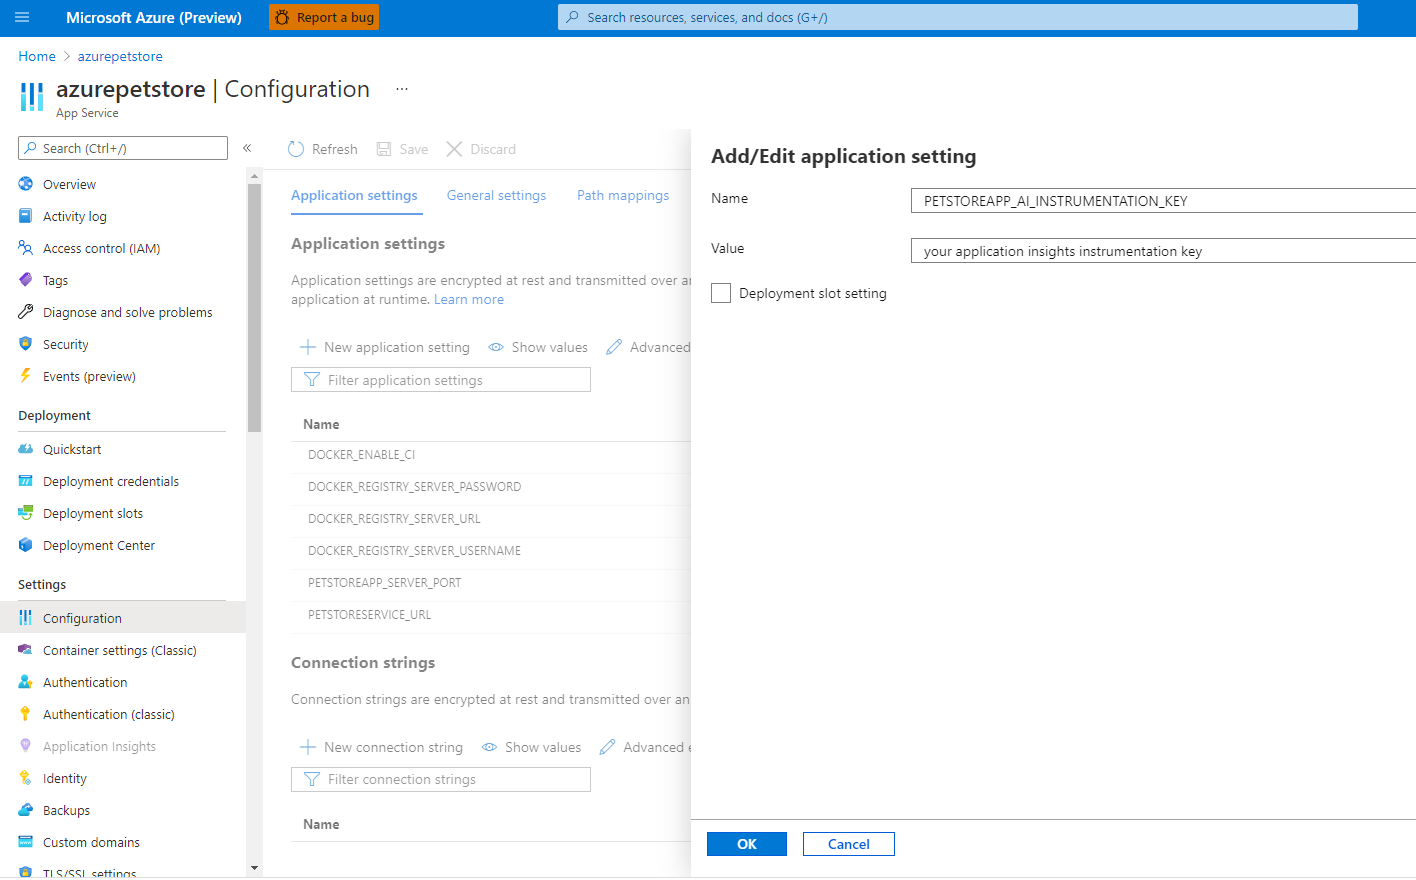 Microsoft Azure (Preview)
Report a bug
Search resources, services, and docs (G+/)
Home > azurepetstore
azurepetstore | Configuration ...
App Service
Search (Ctrl+/)
«
Overview
Activity log
Access control (IAM)
Tags
Diagnose and solve problems
Security
Events (preview)
Deployment
Quickstart
Deployment credentials
Deployment slots
Deployment Center
Settings
Configuration
Container settings (Classic)
Authentication
Authentication (classic)
Application Insights
Identity
Backups
Custom domains
TLS/SSL settings
Refresh Save Discard
Application settings General settings Path mappings
Application settings
Application settings are encrypted at rest and transmitted over an
application at runtime. Learn more
New application setting Show values Advanced
Filter application settings
Name
DOCKER_ENABLE_CI
DOCKER_REGISTRY_SERVER_PASSWORD
DOCKER_REGISTRY_SERVER_URL
DOCKER_REGISTRY_SERVER_USERNAME
PETSTOREAPP_SERVER_PORT
PETSTORESERVICE_URL
Connection strings
Connection strings are encrypted at rest and transmitted over an
New connection string Show values Advanced e
Filter connection strings
Name
Add/Edit application setting
Name PETSTOREAPP_AI_INSTRUMENTATION_KEY
Value your application insights instrumentation key
Deployment slot setting
OK Cancel